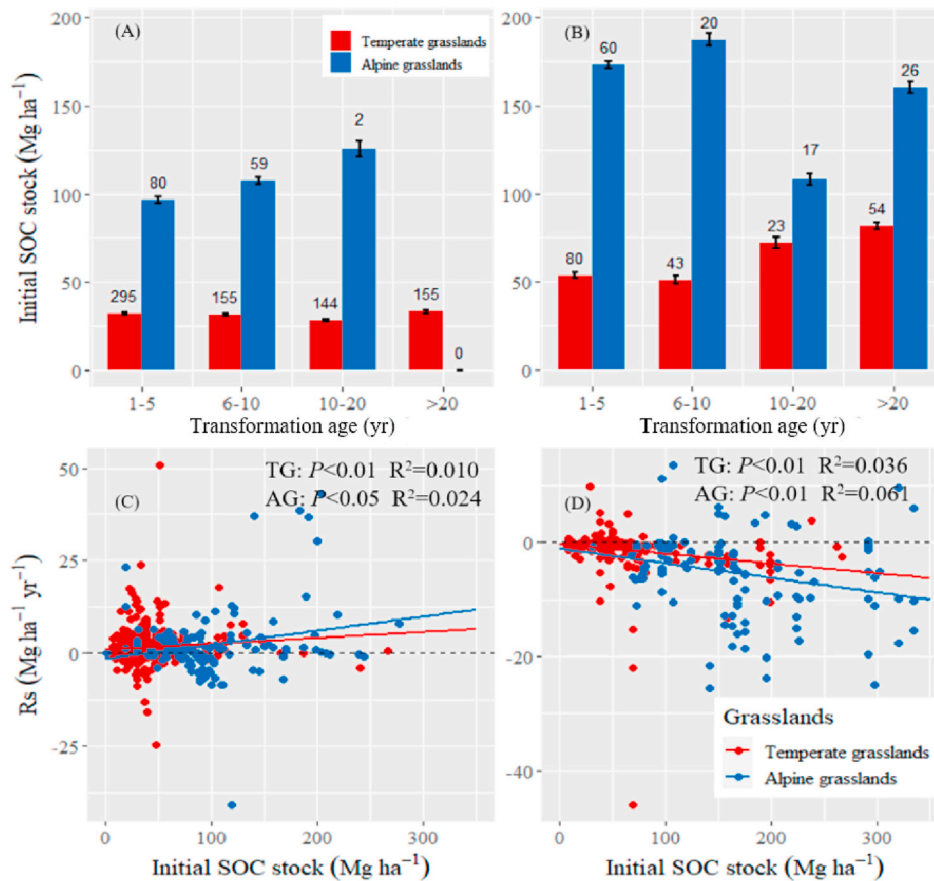 (A)
Temperate grasslands
Alpine grasslands
Initial SOC stock (Mg ha⁻¹)
200
150
100
50
0
295
80
155
59
144
2
155
0
1-5
6-10
10-20
>20
Transformation age (yr)
(B)
200
150
100
50
0
80
60
43
20
23
17
54
26
1-5
6-10
10-20
>20
Transformation age (yr)
(C)
TG: P<0.01 R²=0.010
AG: P<0.05 R²=0.024
Rs (Mg ha⁻¹ yr⁻¹)
50
25
0
-25
0
100
200
300
Initial SOC stock (Mg ha⁻¹)
(D)
TG: P<0.01 R²=0.036
AG: P<0.01 R²=0.061
0
-20
-40
Grasslands
Temperate grasslands
Alpine grasslands
0
100
200
300
Initial SOC stock (Mg ha⁻¹)